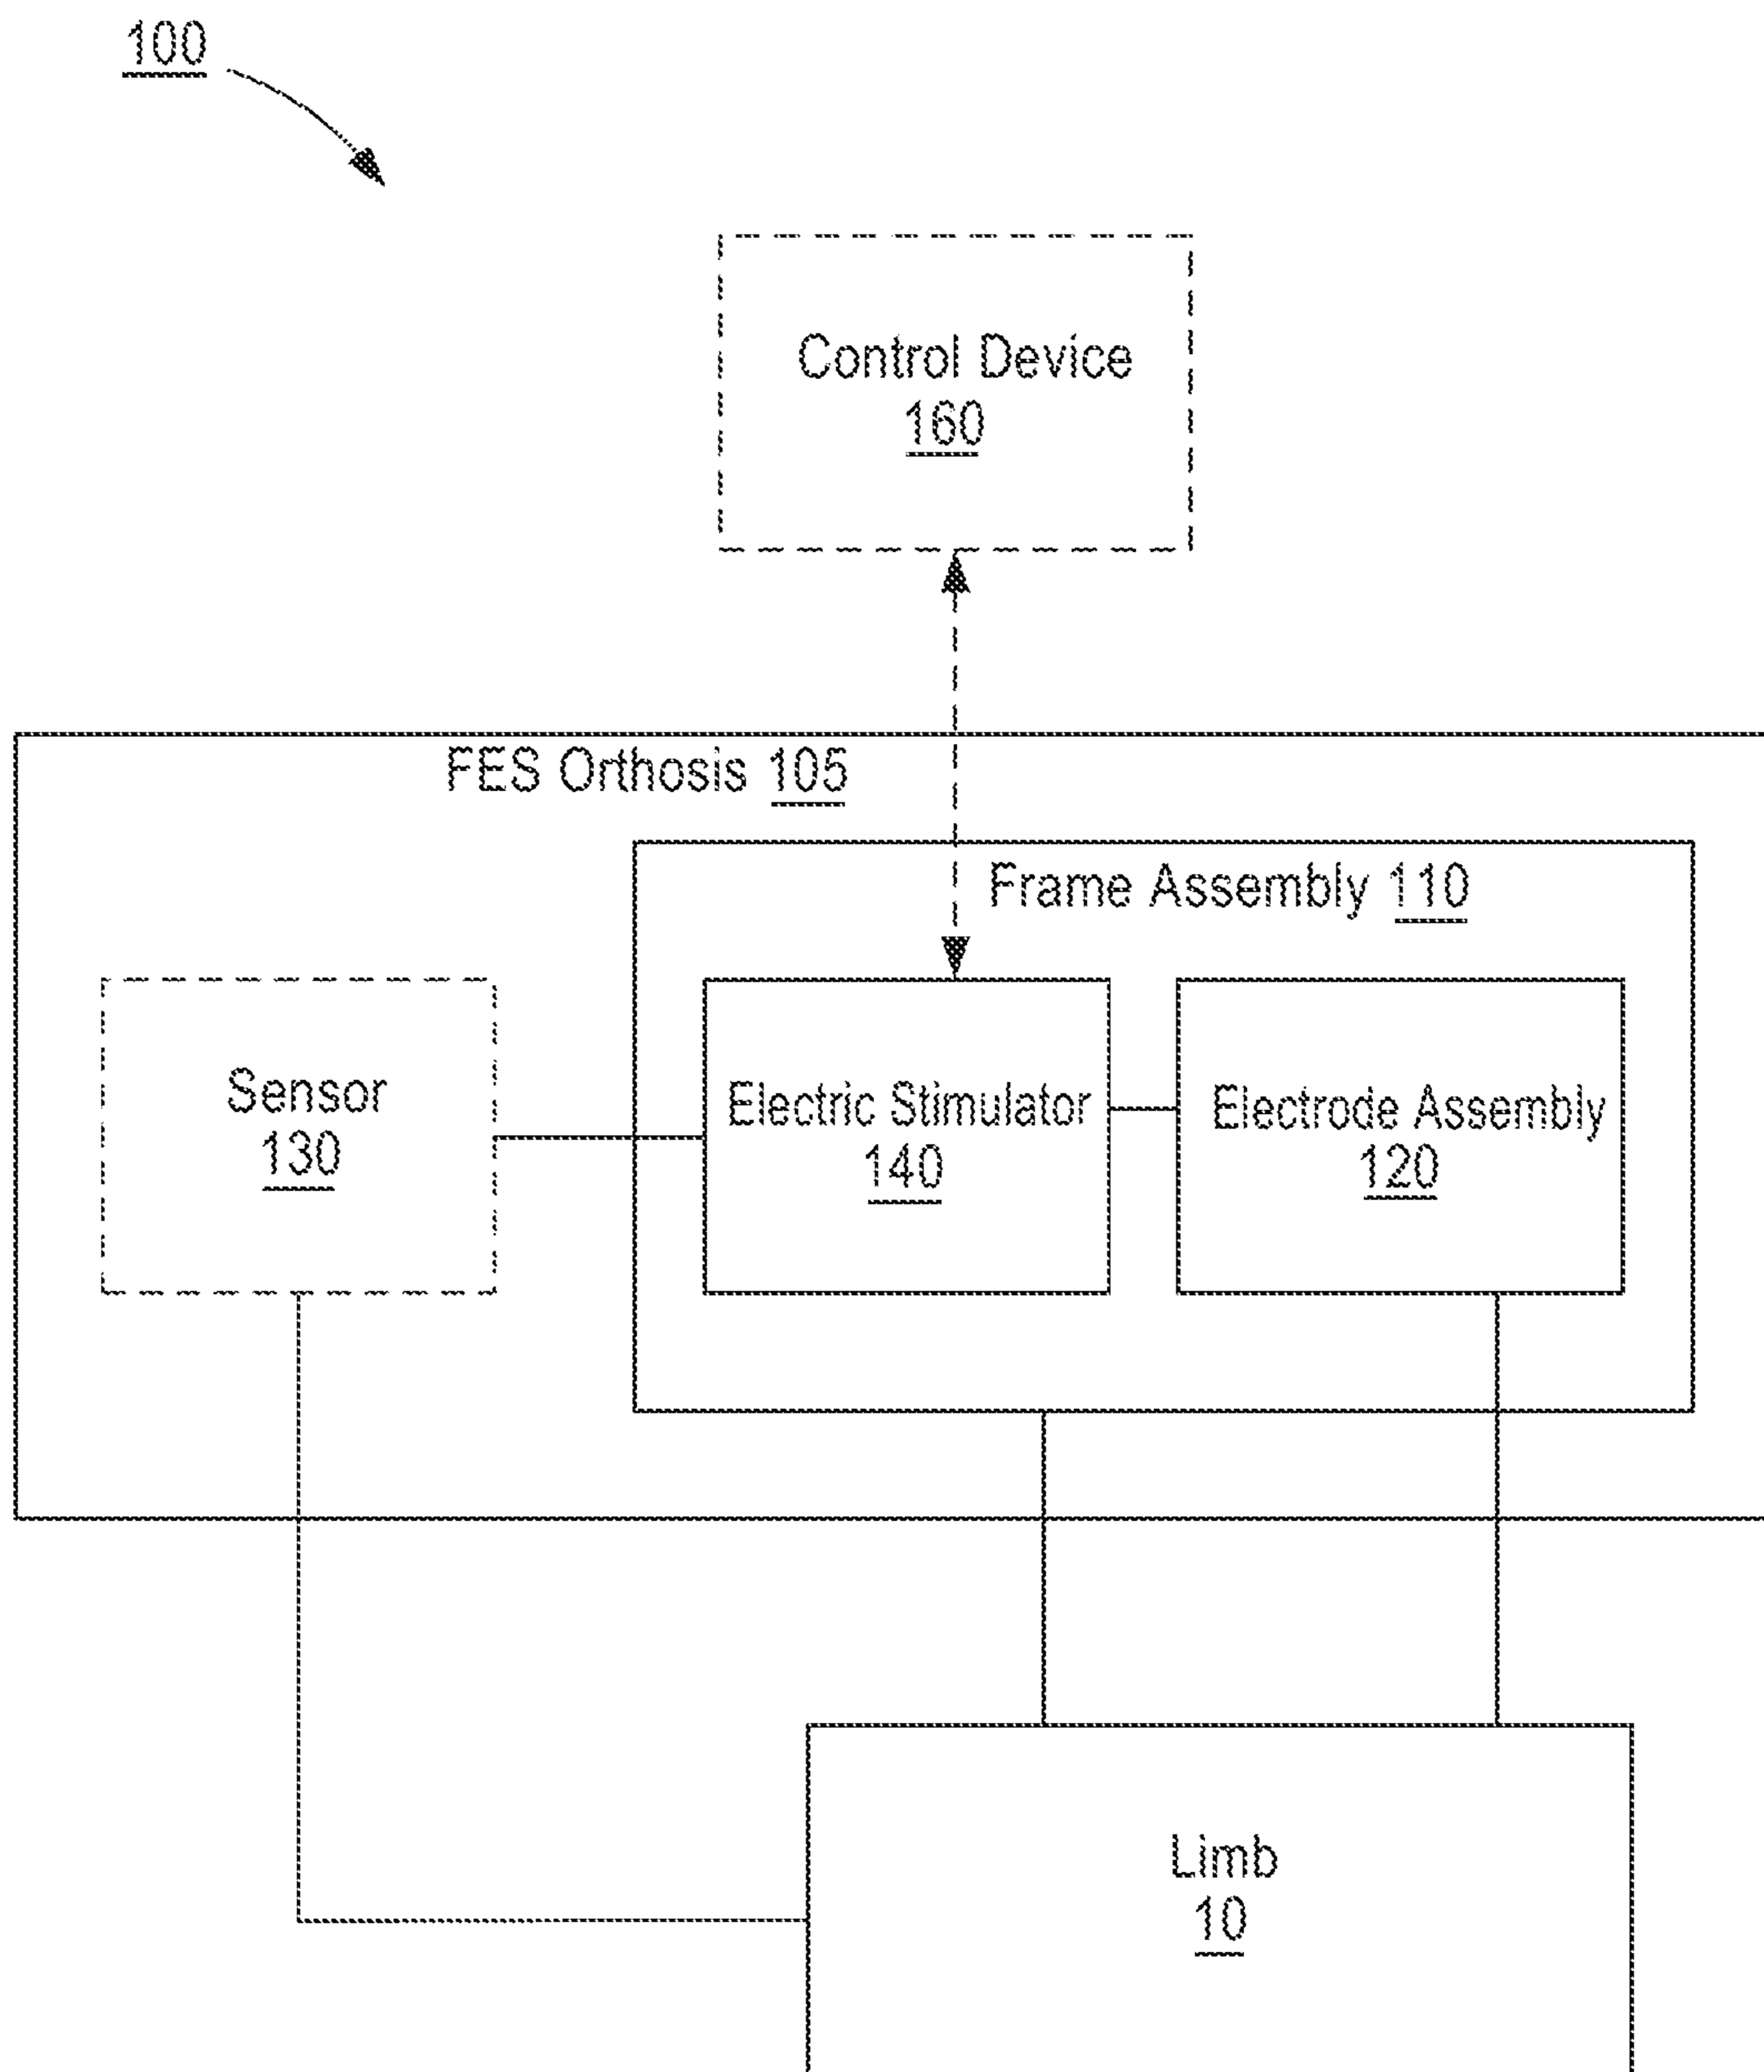 100
Control Device
160
FES Orthosis 105
Frame Assembly 110
Sensor
130
Electric Stimulator
140
Electrode Assembly
120
Limb
10